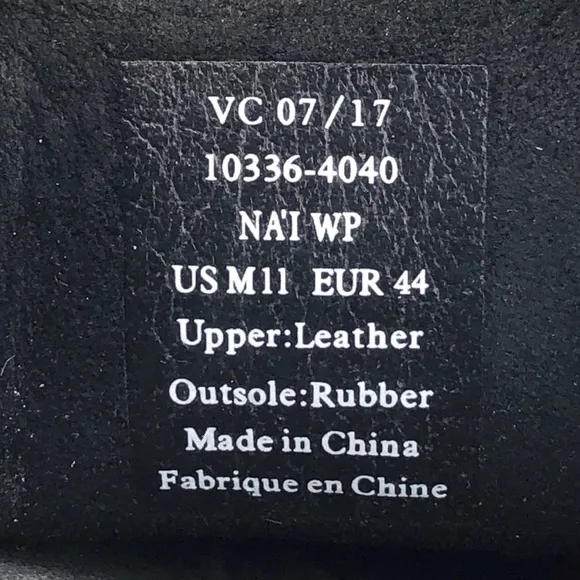 VC 07/17
10336-4040
NA'I WP
US M11 EUR 44
Upper:Leather
Outsole:Rubber
Made in China
Fabrique en Chine